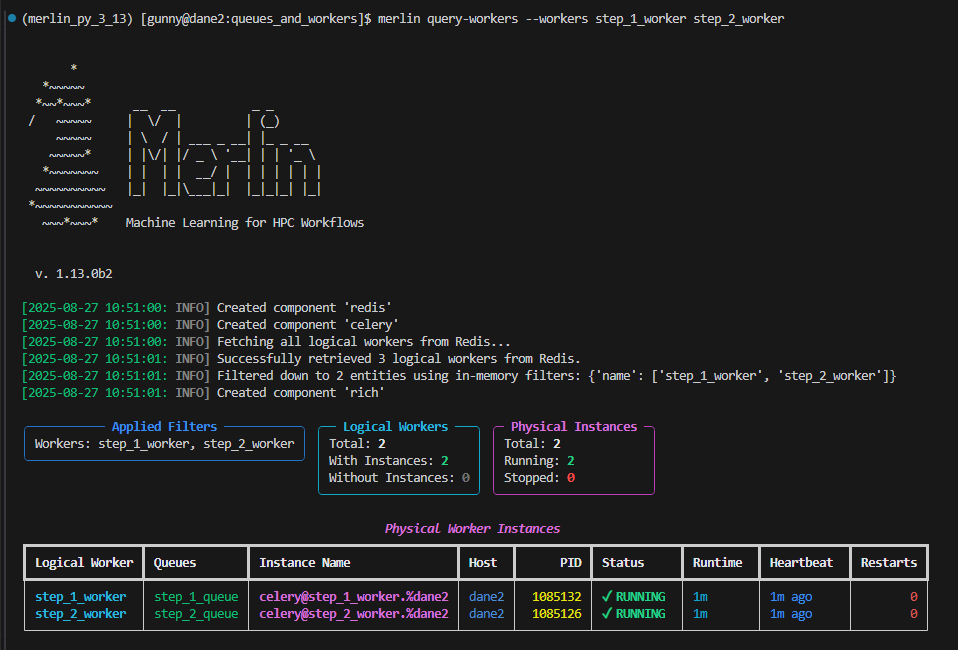 (merlin_py_3_13) [gunny@dane2:queues_and_workers]$ merlin query-workers --workers step_1_worker step_2_worker
Merlin
Machine Learning for HPC Workflows
v. 1.13.0b2
[2025-08-27 10:51:00: INFO] Created component 'redis'
[2025-08-27 10:51:00: INFO] Created component 'celery'
[2025-08-27 10:51:00: INFO] Fetching all logical workers from Redis...
[2025-08-27 10:51:01: INFO] Successfully retrieved 3 logical workers from Redis.
[2025-08-27 10:51:01: INFO] Filtered down to 2 entities using in-memory filters: {'name': ['step_1_worker', 'step_2_worker']}
[2025-08-27 10:51:01: INFO] Created component 'rich'
Applied Filters
Workers: step_1_worker, step_2_worker
Logical Workers
Total: 2
With Instances: 2
Without Instances: 0
Physical Instances
Total: 2
Running: 2
Stopped: 0
Physical Worker Instances
Logical Worker Queues Instance Name Host PID Status Runtime Heartbeat Restarts
step_1_worker step_1_queue celery@step_1_worker.%dane2 dane2 1085132 ✓ RUNNING 1m 1m ago 0
step_2_worker step_2_queue celery@step_2_worker.%dane2 dane2 1085126 ✓ RUNNING 1m 1m ago 0